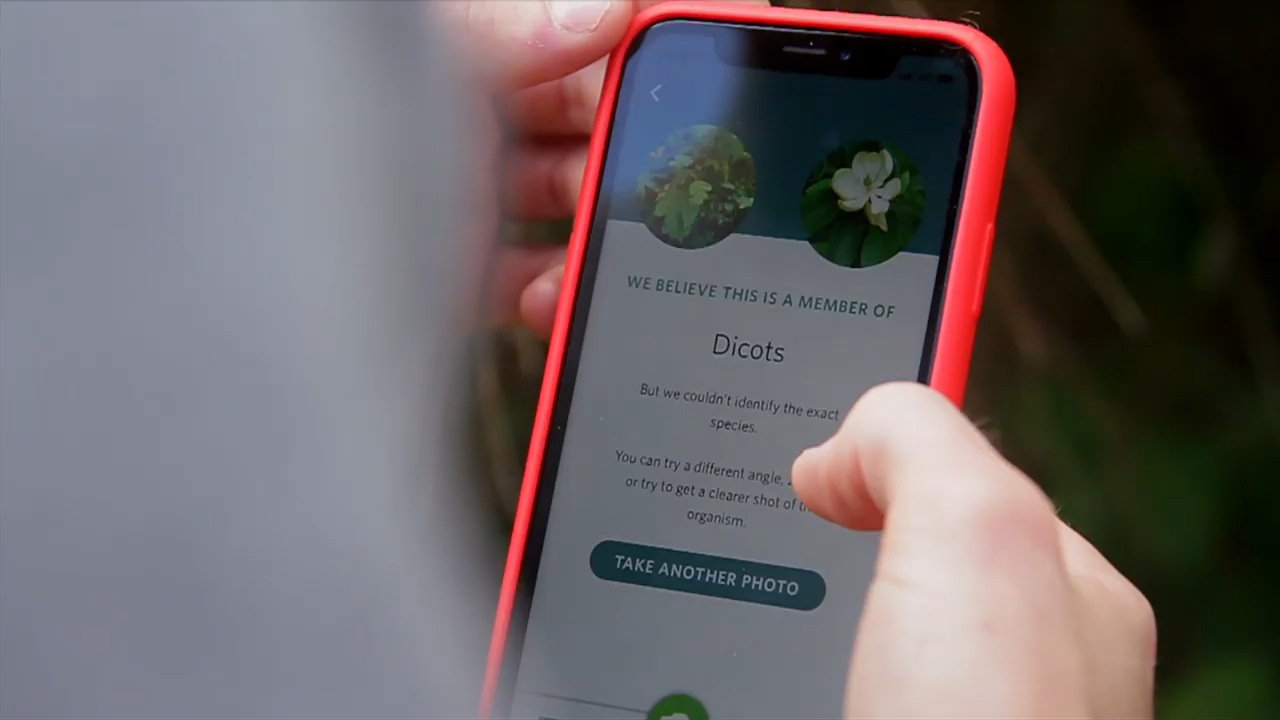 WE BELIEVE THIS IS A MEMBER OF
Dicots
But we couldn't identify the exact
species.
You can try a different angle,
or try to get a clearer shot of
organism.
TAKE ANOTHER PHOTO